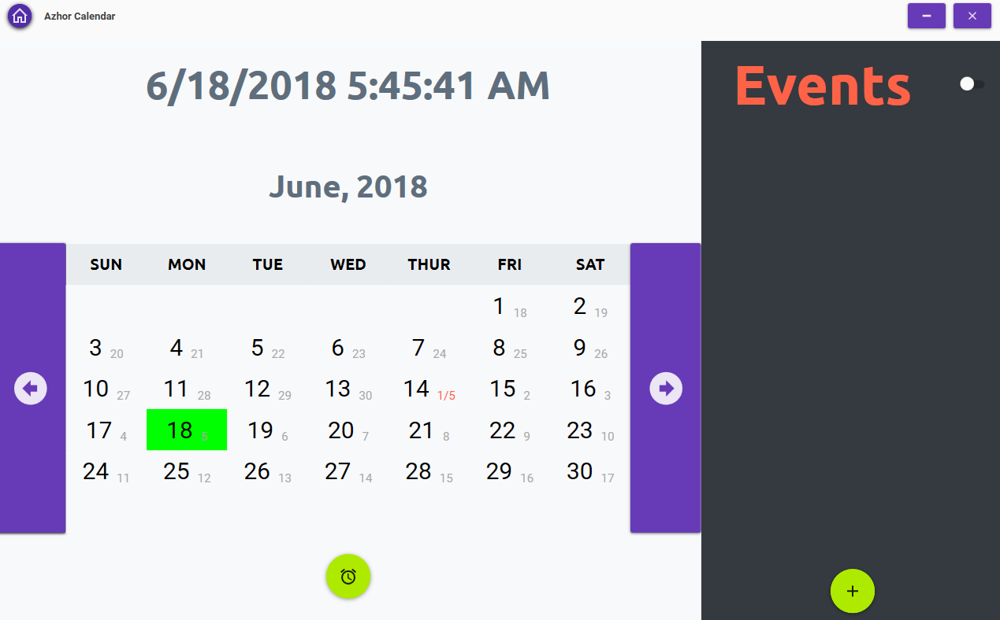 Azhor Calendar
6/18/2018 5:45:41 AM
Events
June, 2018
SUN MON TUE WED THUR FRI SAT
1 18 2 19
3 20 4 21 5 22 6 23 7 24 8 25 9 26
10 27 11 28 12 29 13 30 14 1/5 15 2 16 3
17 4 18 5 19 6 20 7 21 8 22 9 23 10
24 11 25 12 26 13 27 14 28 15 29 16 30 17